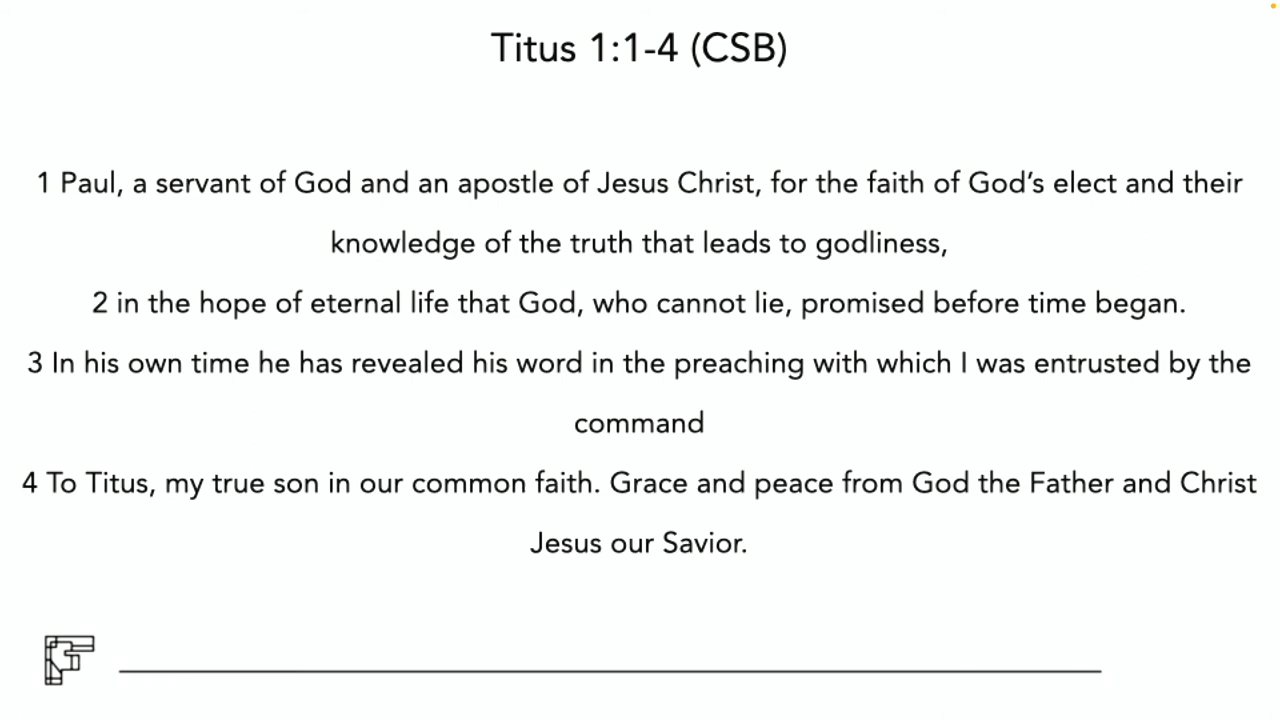 Titus 1:1-4 (CSB)
1 Paul, a servant of God and an apostle of Jesus Christ, for the faith of God’s elect and their
knowledge of the truth that leads to godliness,
2 in the hope of eternal life that God, who cannot lie, promised before time began.
3 In his own time he has revealed his word in the preaching with which I was entrusted by the
command
4 To Titus, my true son in our common faith. Grace and peace from God the Father and Christ
Jesus our Savior.